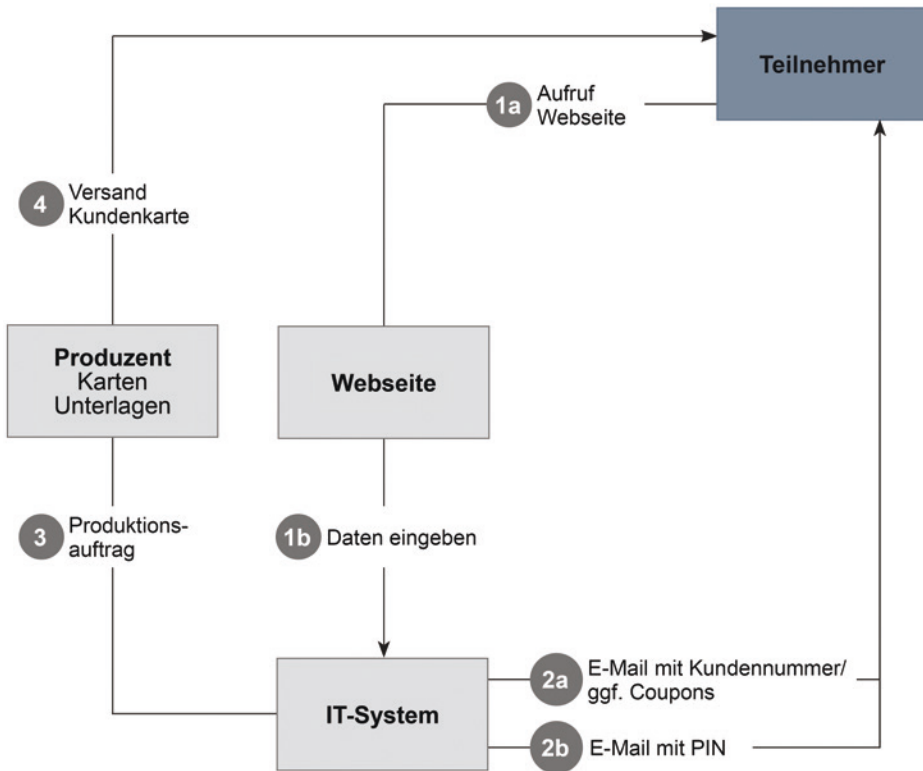 Teilnehmer
1a
Aufruf
Webseite
4
Versand
Kundenkarte
Produzent
Karten
Unterlagen
Webseite
3
Produktions-
auftrag
1b
Daten eingeben
IT-System
2a
E-Mail mit Kundennummer/
ggf. Coupons
2b
E-Mail mit PIN